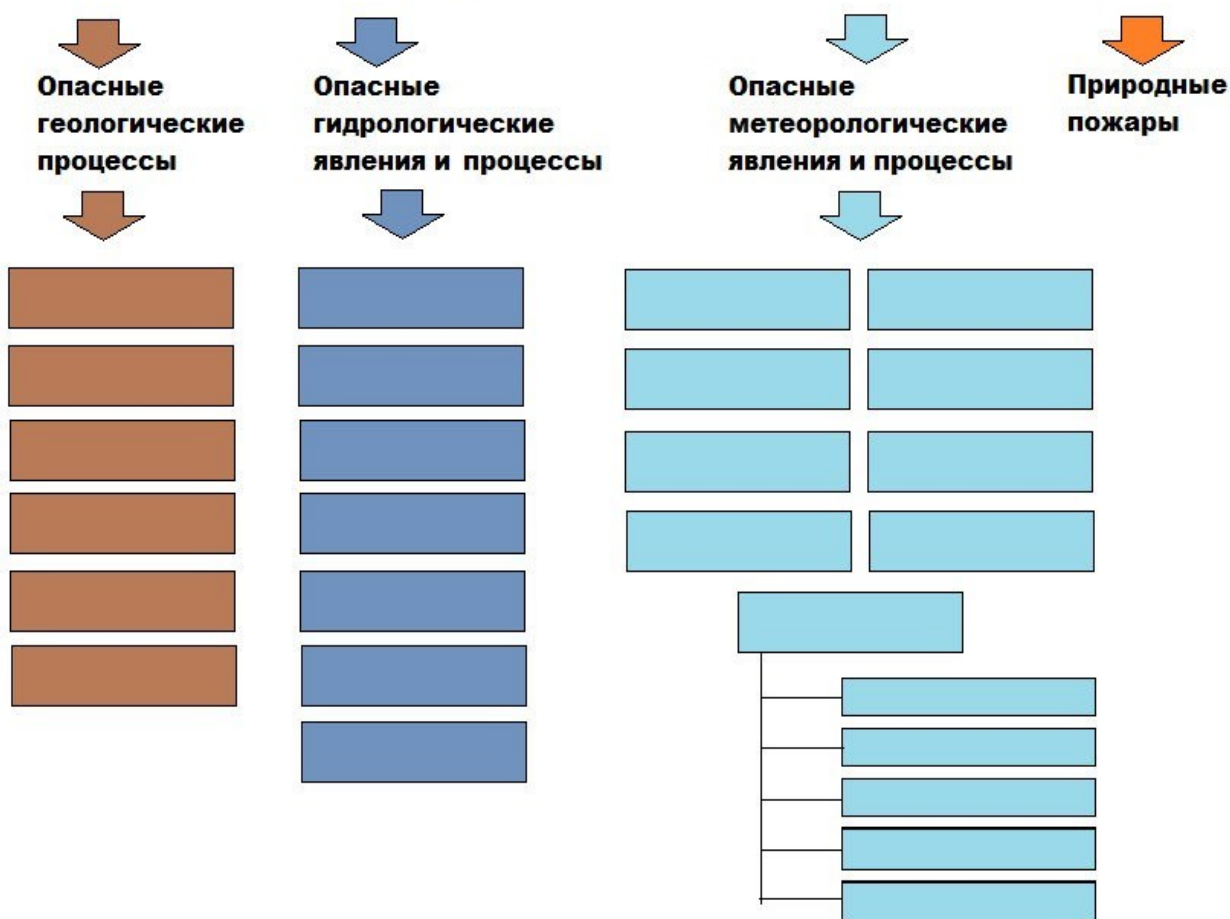 Опасные
геологические
процессы
Опасные
гидрологические
явления и процессы
Опасные
метеорологические
явления и процессы
Природные
пожары